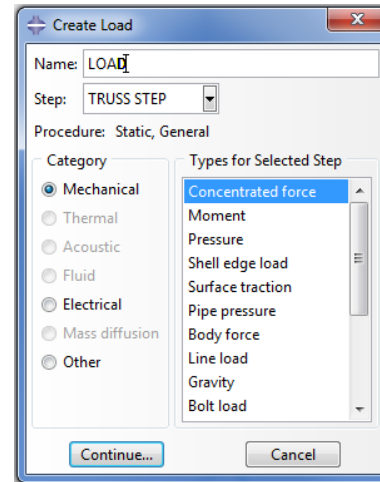 Create Load
Name: LOAD
Step: TRUSS STEP
Procedure: Static, General
Category
Mechanical
Thermal
Acoustic
Fluid
Electrical
Mass diffusion
Other
Types for Selected Step
Concentrated force
Moment
Pressure
Shell edge load
Surface traction
Pipe pressure
Body force
Line load
Gravity
Bolt load
Continue... Cancel